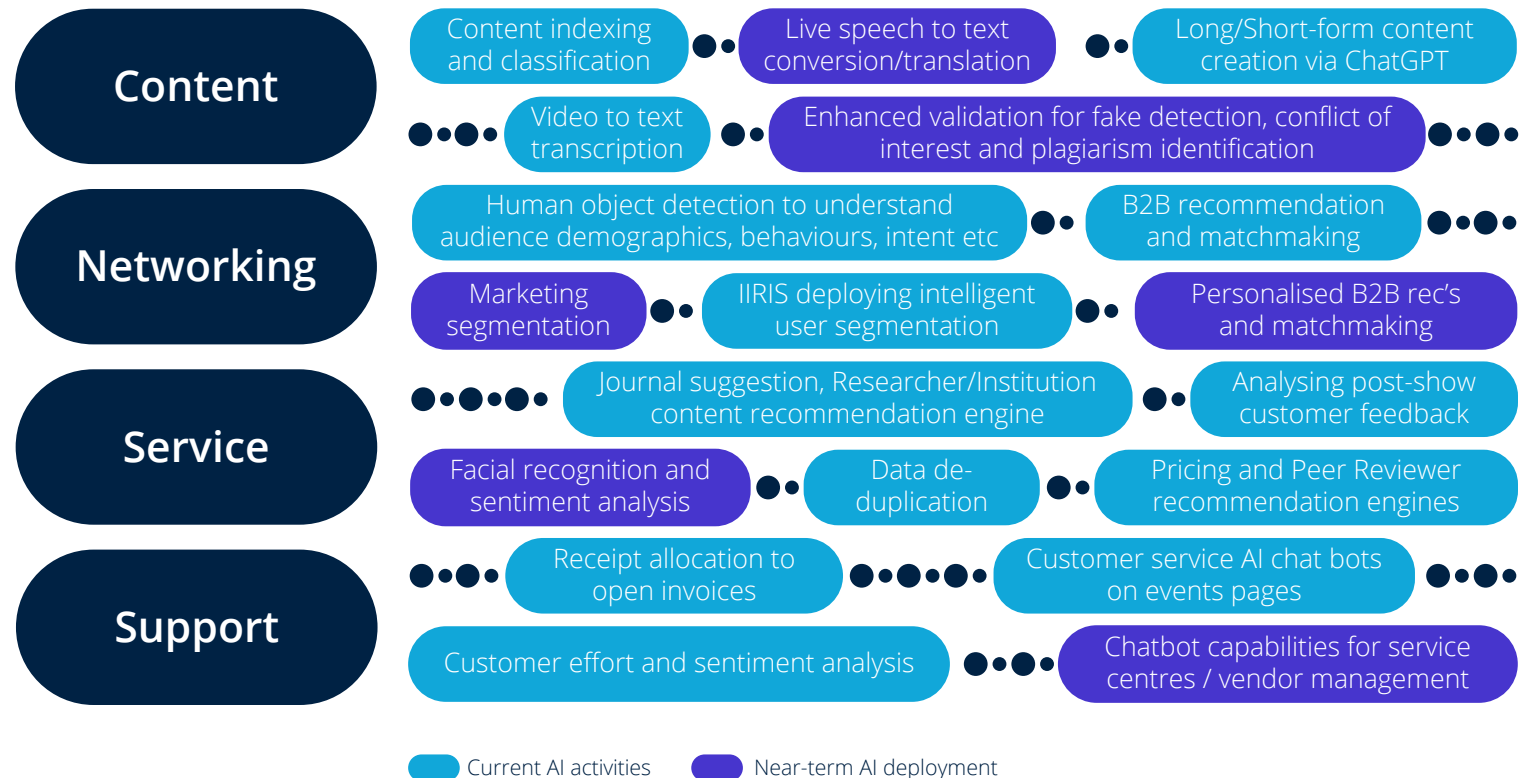 Content
Content indexing
and classification
Live speech to text
conversion/translation
Long/Short-form content
creation via ChatGPT
Video to text
transcription
Enhanced validation for fake detection, conflict of
interest and plagiarism identification
Networking
Human object detection to understand
audience demographics, behaviours, intent etc
B2B recommendation
and matchmaking
Marketing
segmentation
IIRIS deploying intelligent
user segmentation
Personalised B2B rec’s
and matchmaking
Service
Journal suggestion, Researcher/Institution
content recommendation engine
Analysing post-show
customer feedback
Facial recognition and
sentiment analysis
Data de-
duplication
Pricing and Peer Reviewer
recommendation engines
Support
Receipt allocation to
open invoices
Customer service AI chat bots
on events pages
Customer effort and sentiment analysis
Chatbot capabilities for service
centres / vendor management
Current AI activities
Near-term AI deployment